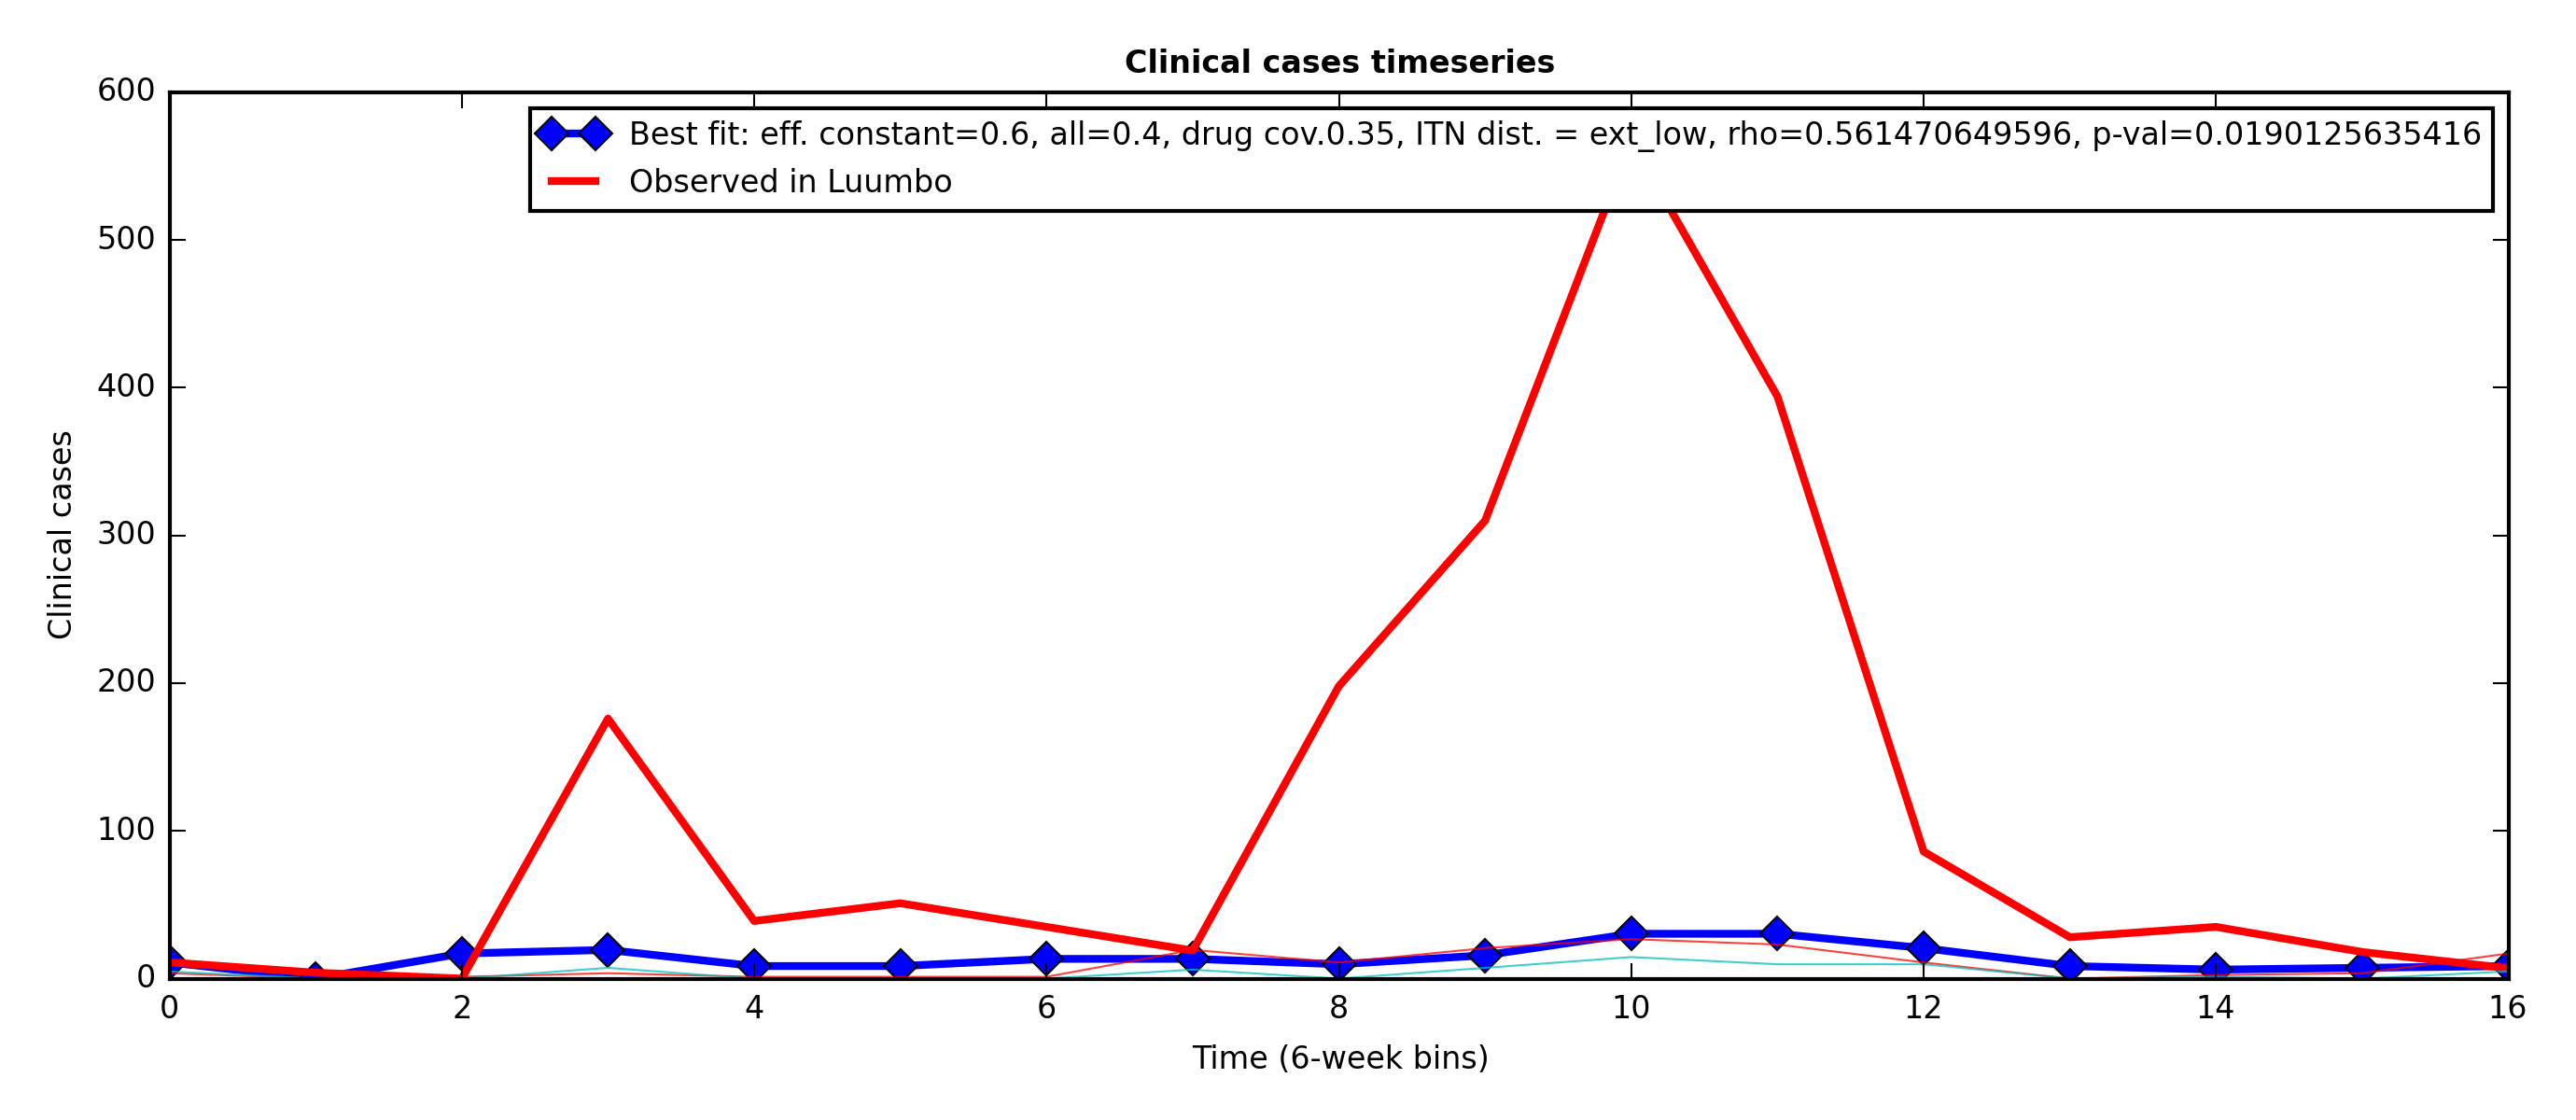 Clinical cases timeseries
Best fit: eff. constant=0.6, all=0.4, drug cov.0.35, ITN dist. = ext_low, rho=0.561470649596, p-val=0.0190125635416
Observed in Luumbo
600
500
400
300
200
100
0
Clinical cases
0 2 4 6 8 10 12 14 16
Time (6-week bins)